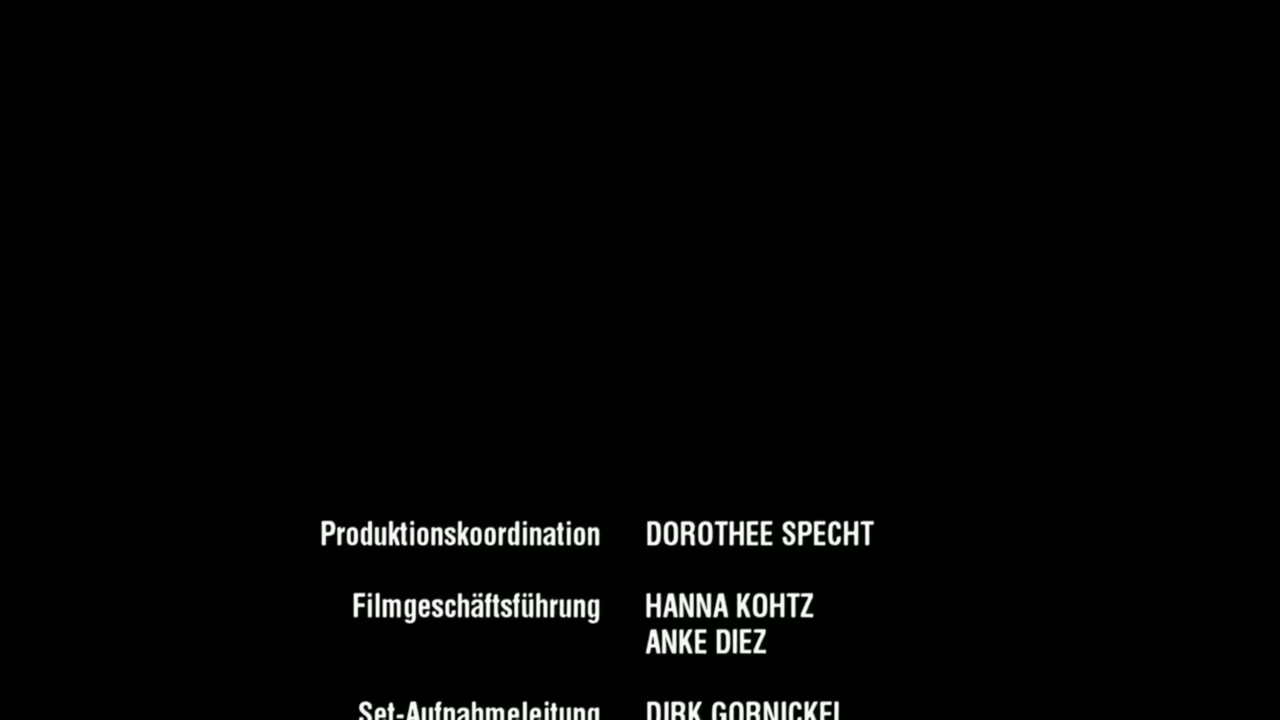 Produktionskoordination DOROTHEE SPECHT
Filmgeschäftsführung HANNA KOHTZ
ANKE DIEZ
Set-Aufnahmeleitung DIRK GORNICKEL